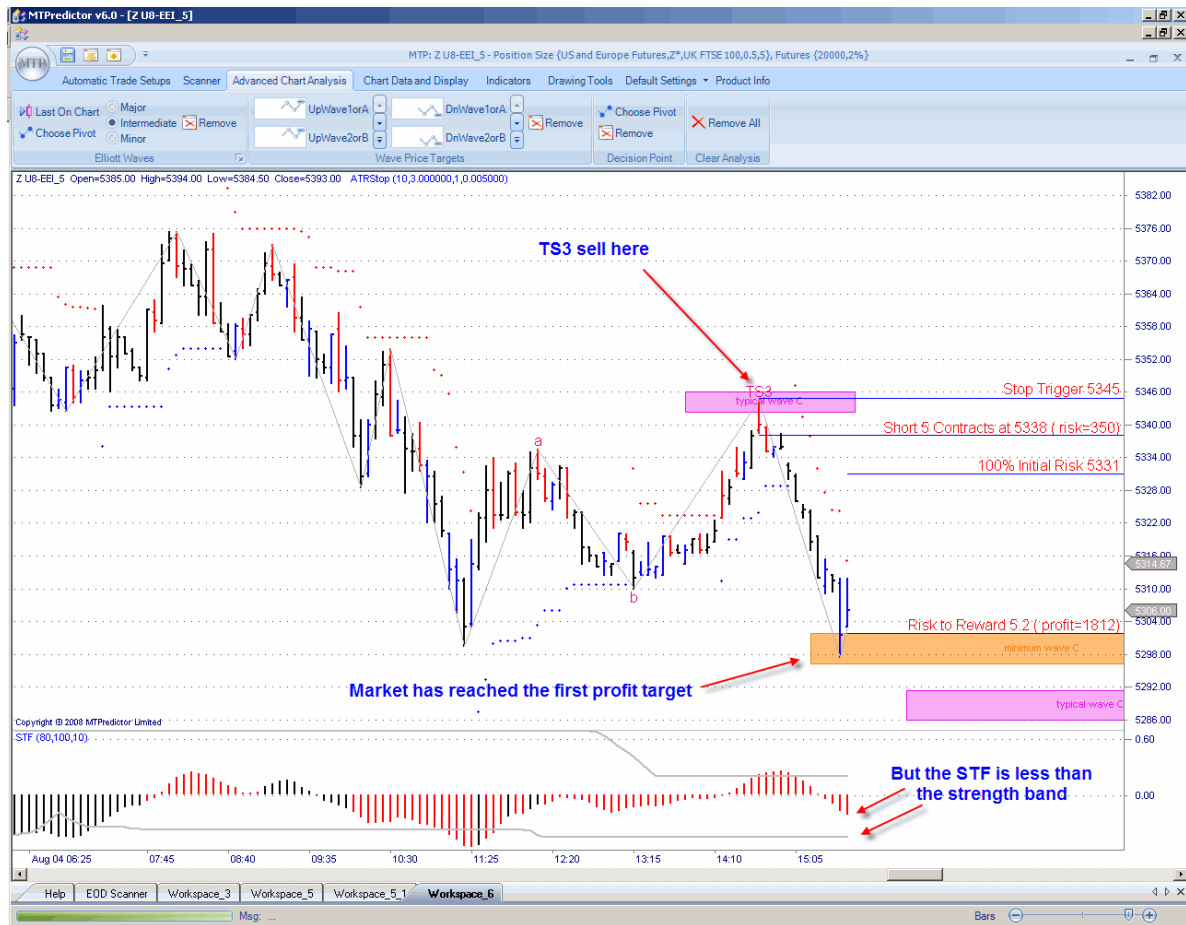 MTPredictor v6.0 - [Z U8-EEI_5]
MTP
MTP: Z U8-EEI_5 - Position Size {US and Europe Futures,Z*,UK FTSE 100,0.5,5}, Futures {20000,2%}
Automatic Trade Setups Scanner Advanced Chart Analysis Chart Data and Display Indicators Drawing Tools Default Settings Product Info
Last On Chart
Choose Pivot
Major
Intermediate
Minor
Remove
Elliott Waves
UpWave1orA
UpWave2orB
DnWave1orA
DnWave2orB
Remove
Wave Price Targets
Choose Pivot
Remove
Decision Point
Remove All
Clear Analysis
Z U8-EEI_5 Open=5385.00 High=5394.00 Low=5384.50 Close=5393.00 ATRStop (10,3.000000,1,0.005000)
5382.00
5376.00
5370.00
5364.00
5358.00
5352.00
5346.00
5340.00
5334.00
5328.00
5322.00
5316.00
5314.67
5310.00
5306.00
5304.00
5298.00
5292.00
5286.00
TS3 sell here
TS3
typical wave C
Stop Trigger 5345
Short 5 Contracts at 5338 ( risk=350)
100% Initial Risk 5331
a
b
Risk to Reward 5.2 ( profit=1812)
minimum wave C
Market has reached the first profit target
typical wave C
Copyright © 2008 MTPredictor Limited
STF (80,100,10)
0.60
0.00
But the STF is less than
the strength band
Aug 04 06:25 07:45 08:40 09:35 10:30 11:25 12:20 13:15 14:10 15:05
Help EOD Scanner Workspace_3 Workspace_5 Workspace_5_1 Workspace_6
Msg: ...
Bars